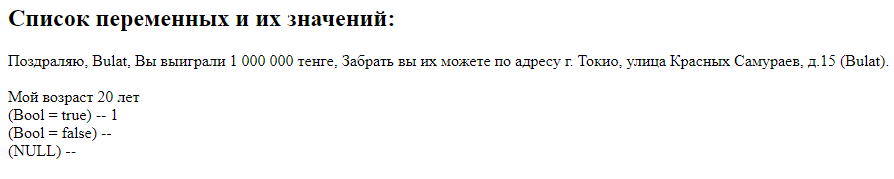 Список переменных и их значений:
Поздраляю, Bulat, Вы выиграли 1 000 000 тенге, Забрать вы их можете по адресу г. Токио, улица Красных Самураев, д.15 (Bulat).
Мой возраст 20 лет
(Bool = true) -- 1
(Bool = false) --
(NULL) --